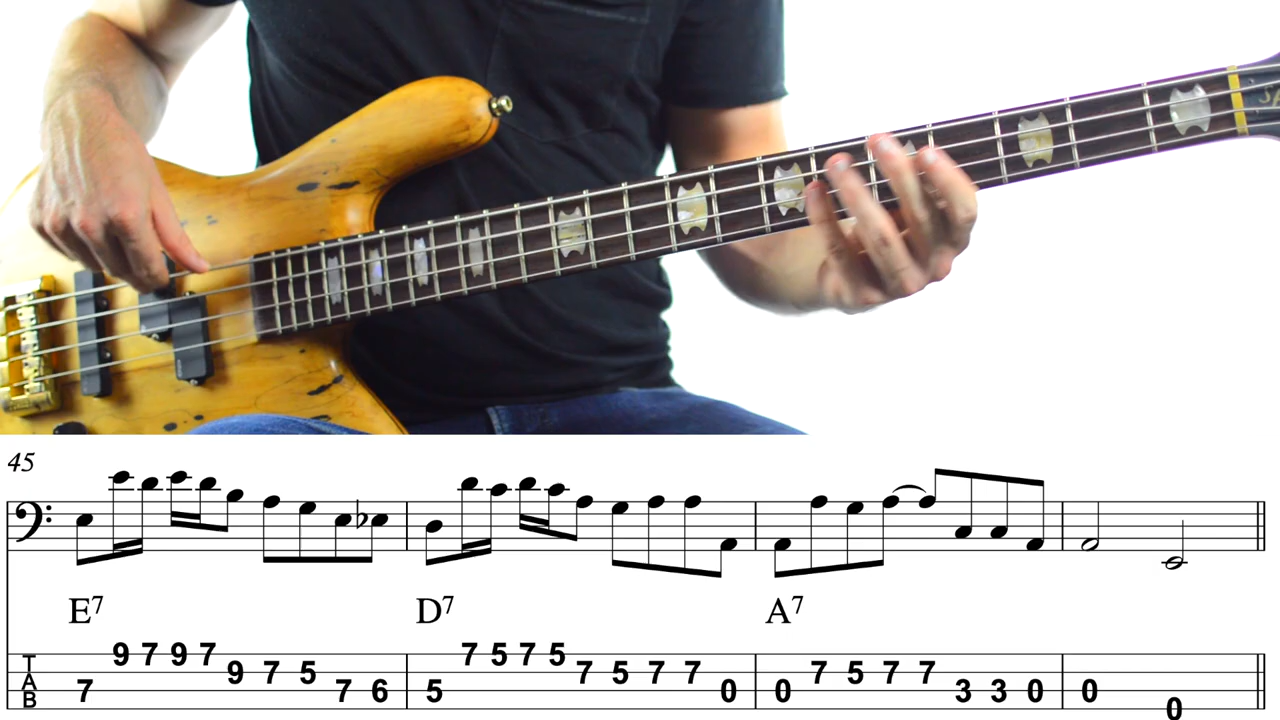 45
E7 D7 A7
T 9 7 9 7 7 5 7 5
A 9 7 5 7 5 7 7 7 5 7 7
B 7 7 6 5 0 0 3 3 0 0
0